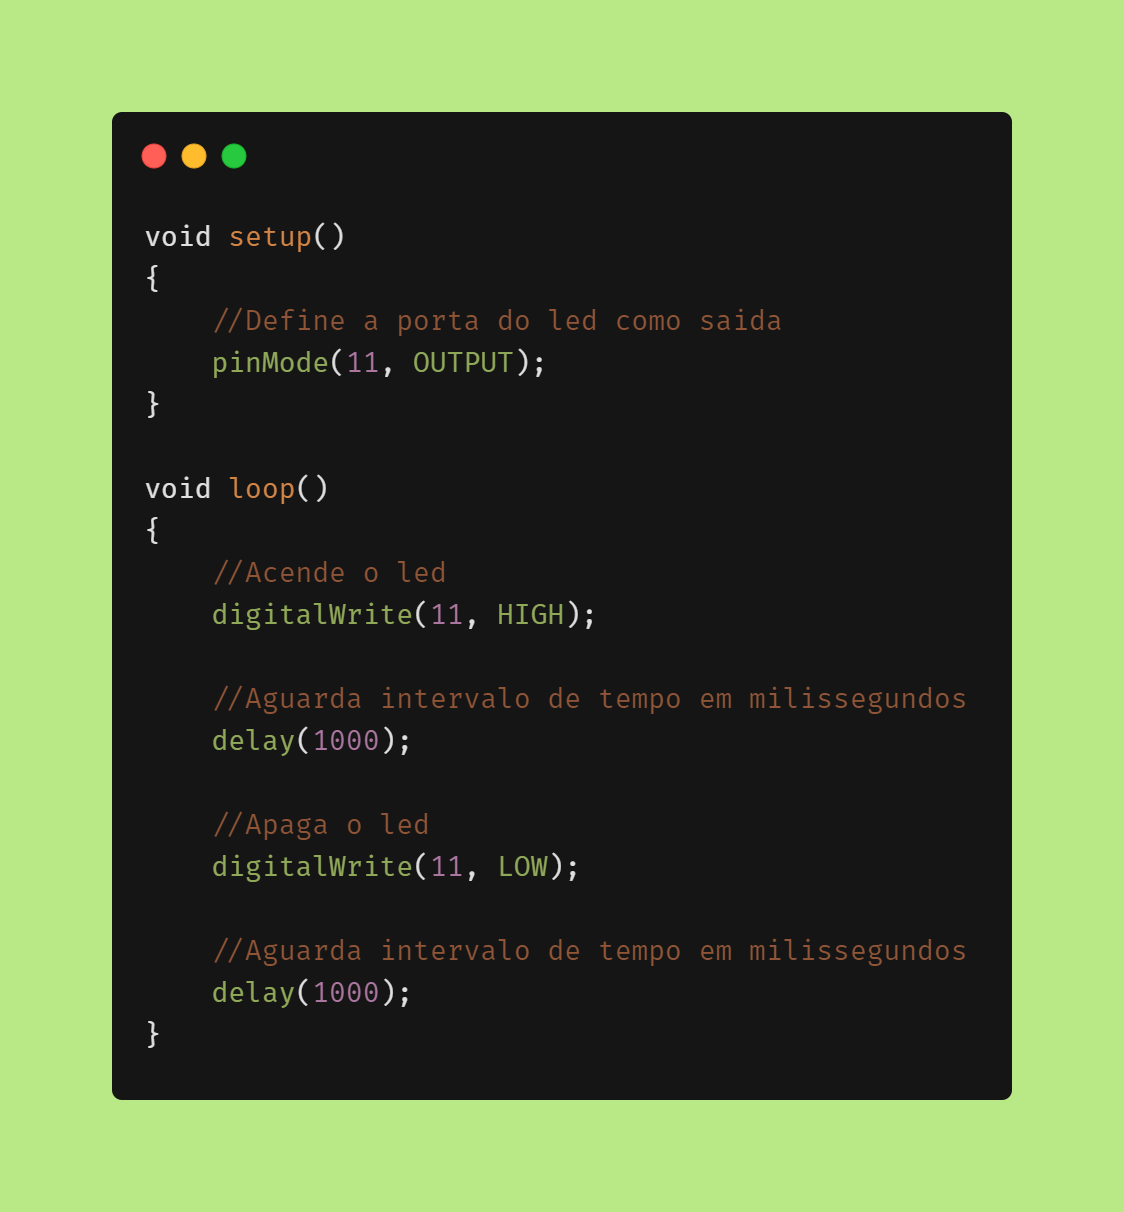 void setup()
{
    //Define a porta do led como saida
    pinMode(11, OUTPUT);
}

void loop()
{
    //Acende o led
    digitalWrite(11, HIGH);

    //Aguarda intervalo de tempo em milissegundos
    delay(1000);

    //Apaga o led
    digitalWrite(11, LOW);

    //Aguarda intervalo de tempo em milissegundos
    delay(1000);
}